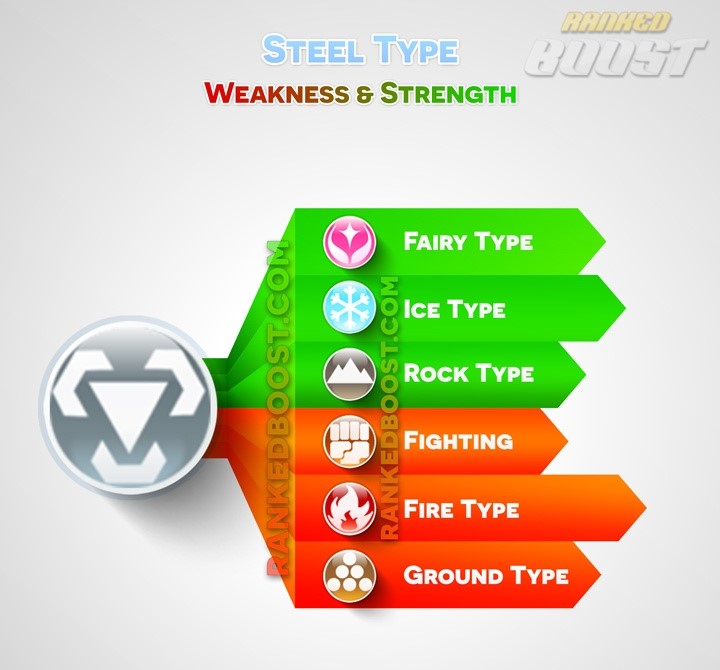 Ranked
Boost
Steel Type
Weakness & Strength
Fairy Type
Ice Type
Rock Type
Fighting
Fire Type
Ground Type
RANKEDBOOST.COM
RANKEDBOOST.COM